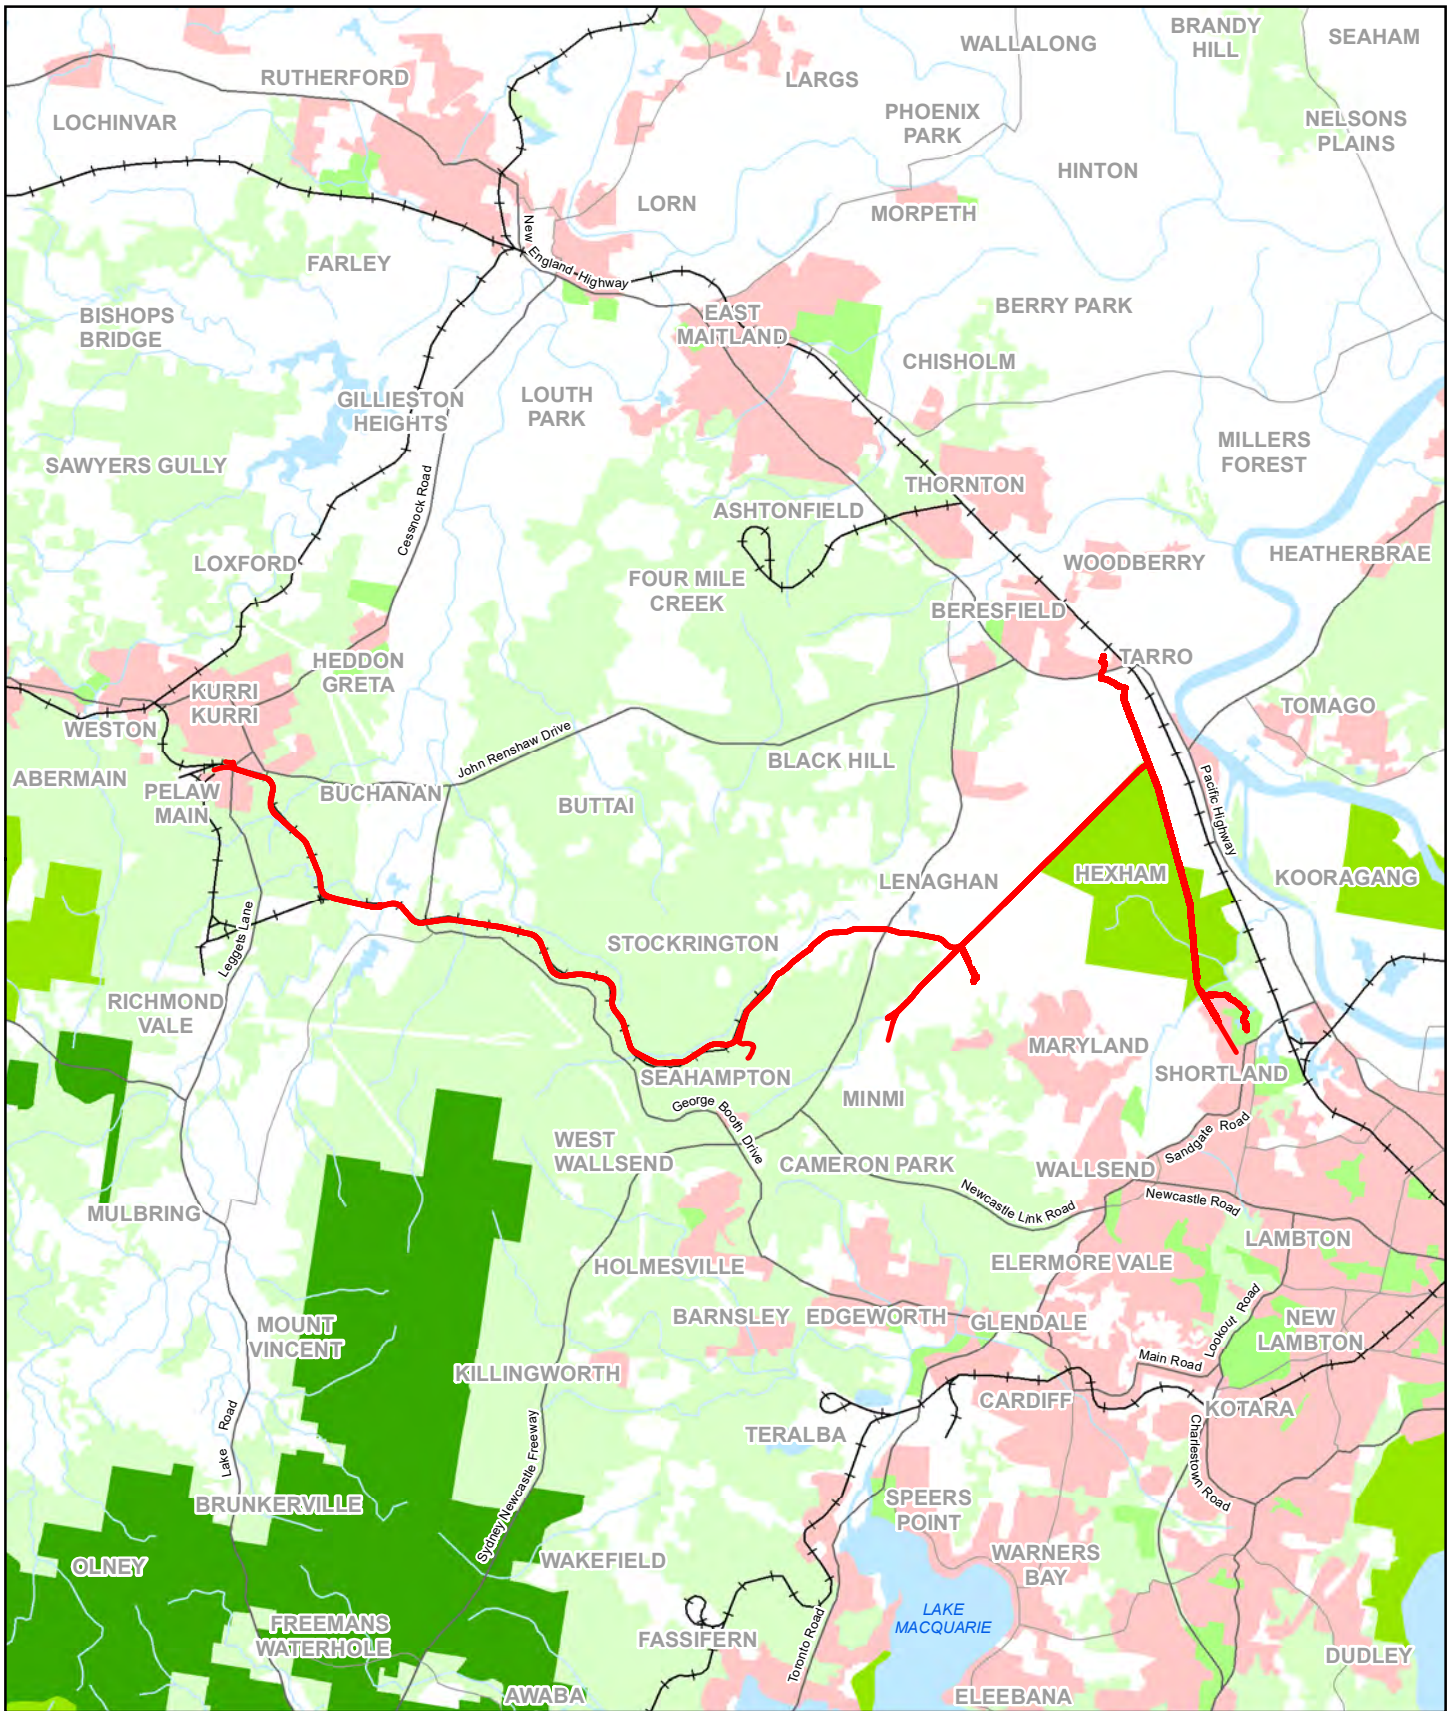 BRANDY
HILL
SEAHAM
WALLALONG
RUTHERFORD
LARGS
LOCHINVAR
PHOENIX
PARK
NELSONS
PLAINS
HINTON
LORN
MORPETH
New England Highway
FARLEY
BISHOPS
BRIDGE
EAST
MAITLAND
BERRY PARK
CHISHOLM
GILLIESTON
HEIGHTS
LOUTH
PARK
MILLERS
FOREST
SAWYERS GULLY
Cessnock Road
THORNTON
ASHTONFIELD
LOXFORD
FOUR MILE
CREEK
WOODBERRY
HEATHERBRAE
BERESFIELD
TARRO
HEDDON
GRETA
KURRI
KURRI
WESTON
TOMAGO
John Renshaw Drive
BLACK HILL
ABERMAIN
PELAW
MAIN
BUCHANAN
BUTTAI
Pacific Highway
LENAGHAN
HEXHAM
KOORAGANG
Leggets Lane
STOCKRINGTON
RICHMOND
VALE
MARYLAND
SHORTLAND
SEAHAMPTON
MINMI
George Booth Drive
Sandgate Road
WEST
WALLSEND
CAMERON PARK
WALLSEND
Newcastle Link Road
Newcastle Road
MULBRING
LAMBTON
HOLMESVILLE
ELERMORE VALE
BARNSLEY
EDGEWORTH
GLENDALE
Lookout Road
NEW
LAMBTON
MOUNT
VINCENT
Main Road
KILLINGWORTH
CARDIFF
KOTARA
Lake Road
Sydney Newcastle Freeway
TERALBA
Charlestown Road
BRUNKERVILLE
SPEERS
POINT
OLNEY
WAKEFIELD
WARNERS
BAY
FREEMANS
WATERHOLE
LAKE
MACQUARIE
FASSIFERN
Toronto Road
DUDLEY
AWABA
ELEEBANA